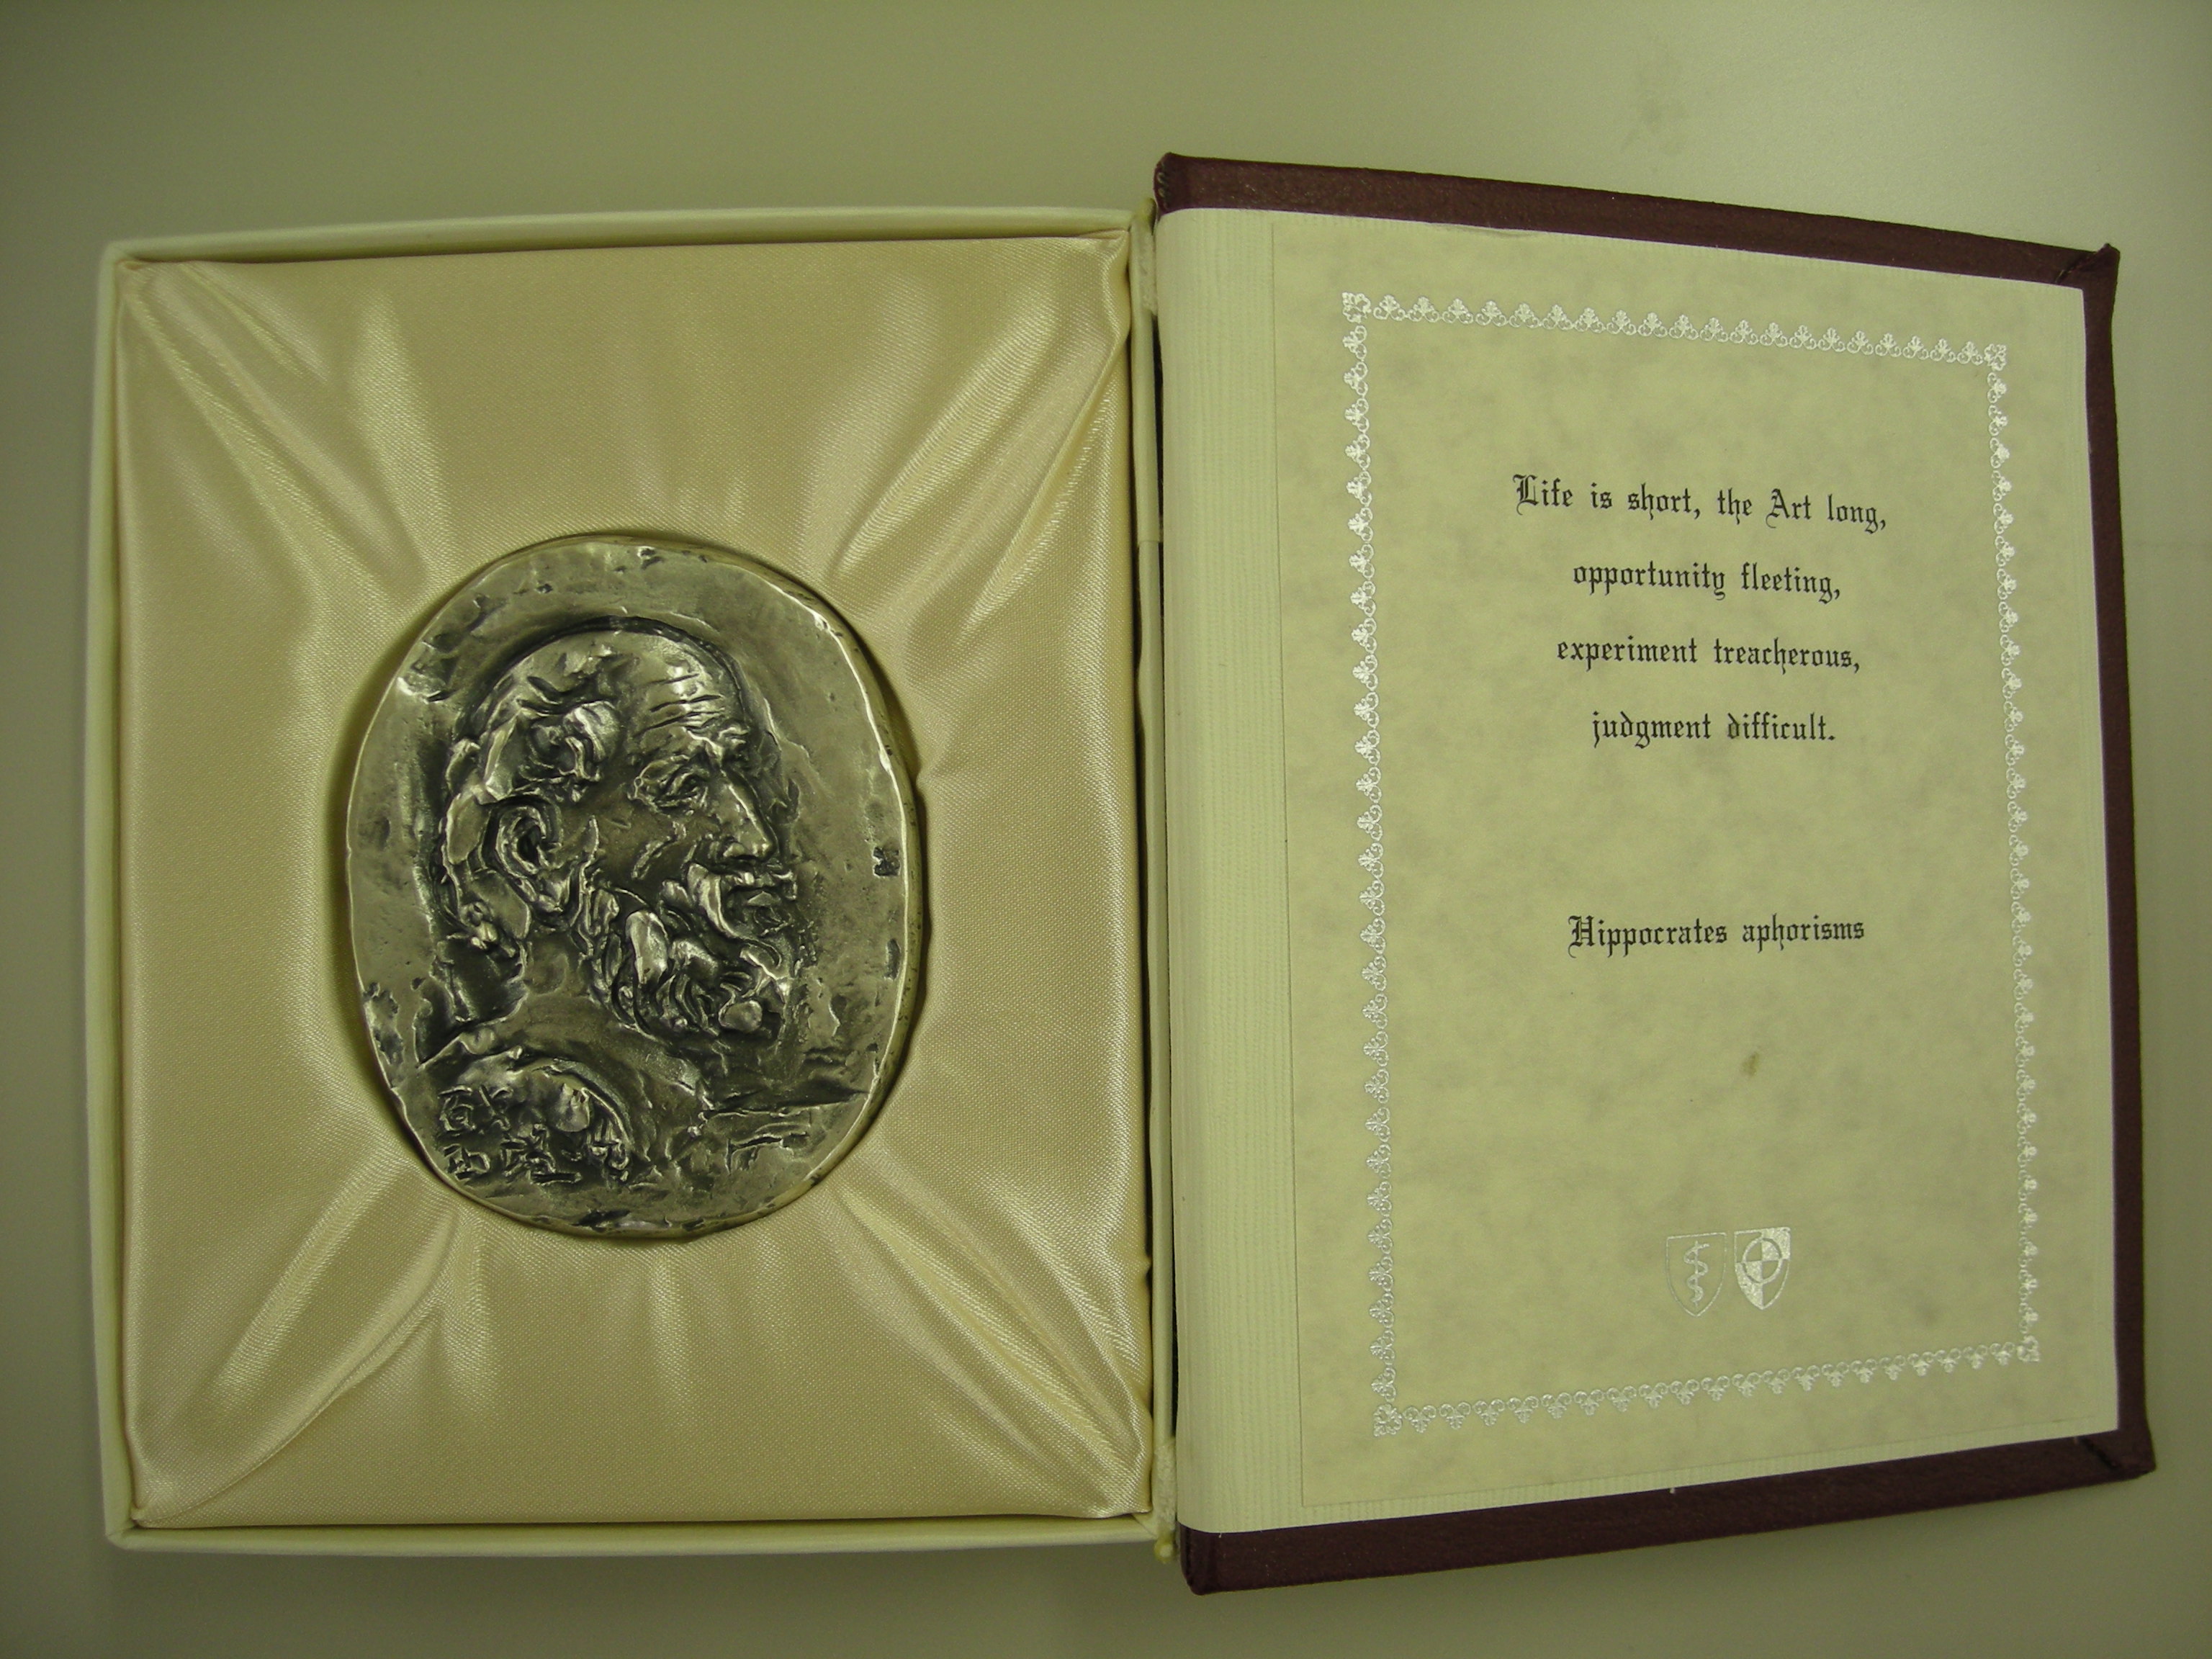 Life is short, the Art long,
opportunity fleeting,
experiment treacherous,
judgment difficult.
Hippocrates aphorisms